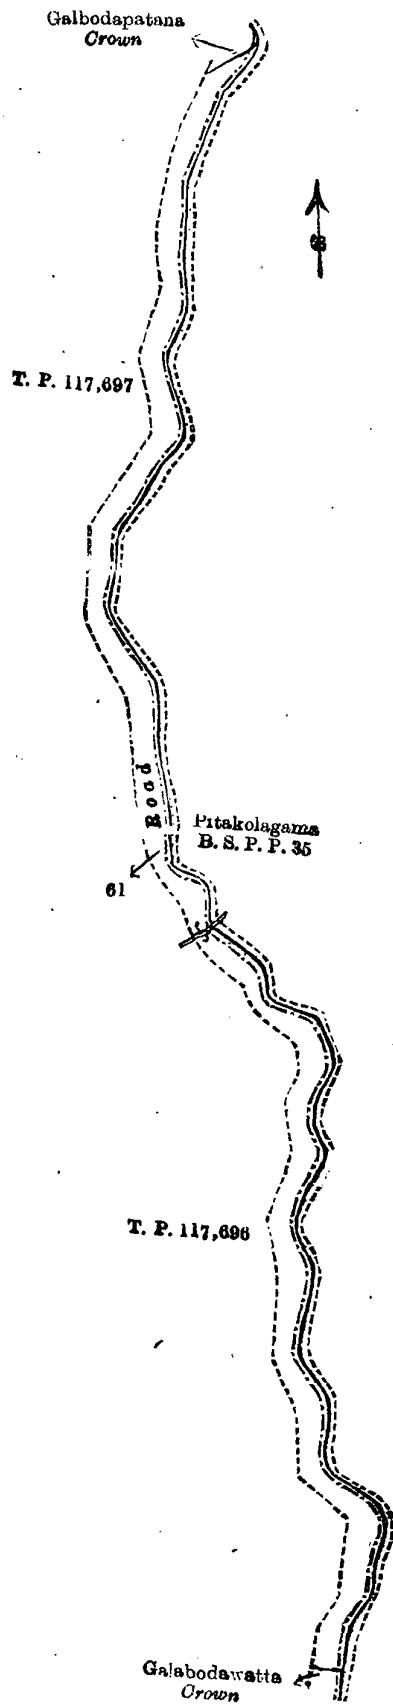 Galbodapatana
Crown
T. P. 117,697
Road
Pitakolagama
B. S. P. P. 35
61
T. P. 117,696
Galabodawatta
Crown